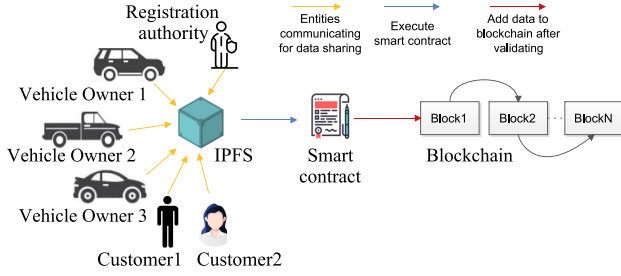 Registration
authority
Entities
communicating
for data sharing
Execute
smart contract
Add data to
blockchain after
validating
Vehicle Owner 1
Vehicle Owner 2
Vehicle Owner 3
IPFS
Smart
contract
Block1
Block2
BlockN
Blockchain
Customer1
Customer2